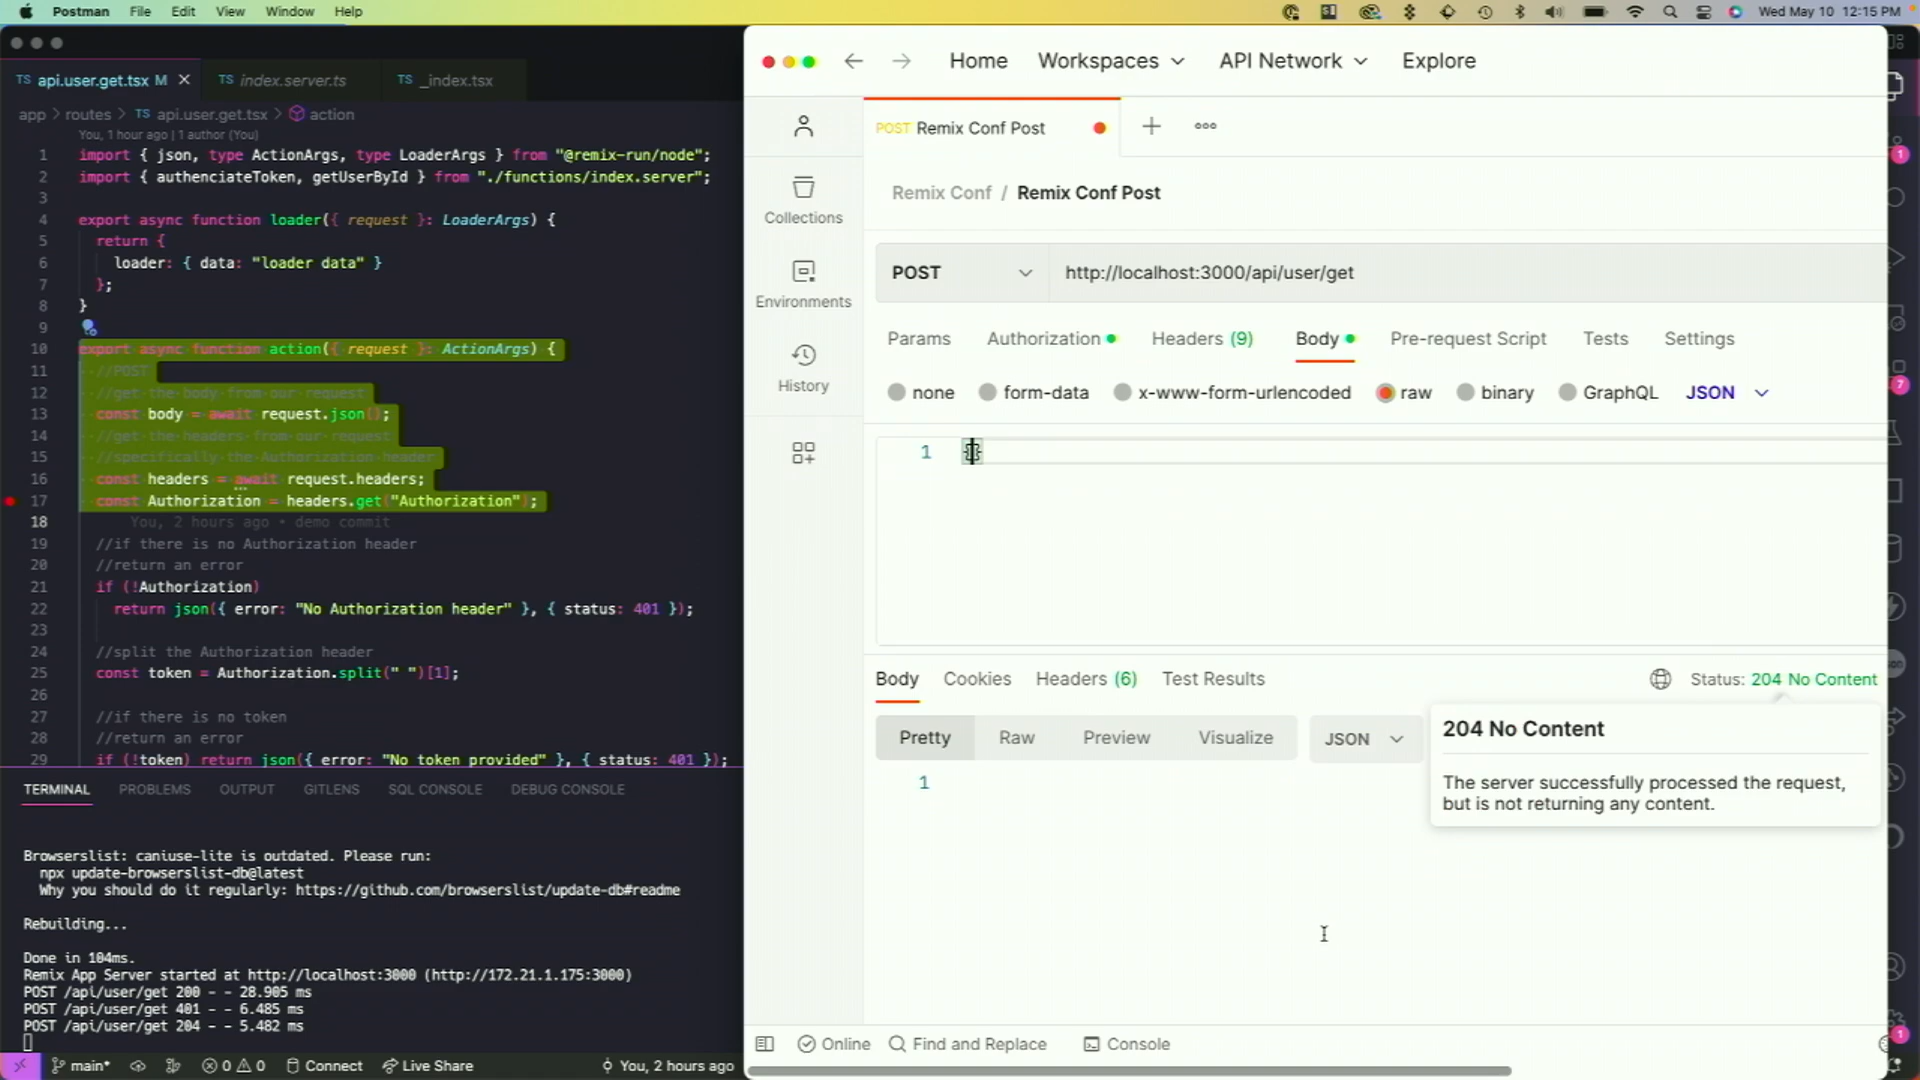 Postman File Edit View Window Help
Wed May 10 12:15 PM
TS api.user.get.tsx M
TS index.server.ts
TS _index.tsx
app > routes > TS api.user.get.tsx > action
You, 1 hour ago | 1 author (You)
1 import { json, type ActionArgs, type LoaderArgs } from "@remix-run/node";
2 import { authenciateToken, getUserById } from "./functions/index.server";
3
4 export async function loader({ request }: LoaderArgs) {
5 return {
6 loader: { data: "loader data" }
7 };
8 }
9
10 export async function action({ request }: ActionArgs) {
11 //POST
12 //get the body from our request
13 const body = await request.json();
14 //get the headers from our request
15 //specifically the Authorization header
16 const headers = await request.headers;
17 const Authorization = headers.get("Authorization");
18 You, 2 hours ago • demo commit
19 //if there is no Authorization header
20 //return an error
21 if (!Authorization)
22 return json({ error: "No Authorization header" }, { status: 401 });
23
24 //split the Authorization header
25 const token = Authorization.split(" ")[1];
26
27 //if there is no token
28 //return an error
29 if (!token) return json({ error: "No token provided" }, { status: 401 });
TERMINAL PROBLEMS OUTPUT GITLENS SQL CONSOLE DEBUG CONSOLE
Browserslist: caniuse-lite is outdated. Please run:
npx update-browserslist-db@latest
Why you should do it regularly: https://github.com/browserslist/update-db#readme
Rebuilding...
Done in 104ms.
Remix App Server started at http://localhost:3000 (http://172.21.1.175:3000)
POST /api/user/get 200 - - 28.905 ms
POST /api/user/get 401 - - 6.485 ms
POST /api/user/get 204 - - 5.482 ms
main* 0 0 Connect Live Share You, 2 hours ago
Home Workspaces API Network Explore
POST Remix Conf Post
Collections
Environments
History
Remix Conf / Remix Conf Post
POST http://localhost:3000/api/user/get
Params Authorization Headers (9) Body Pre-request Script Tests Settings
none form-data x-www-form-urlencoded raw binary GraphQL JSON
1 {}
Body Cookies Headers (6) Test Results Status: 204 No Content
Pretty Raw Preview Visualize JSON
1
204 No Content
The server successfully processed the request,
but is not returning any content.
Online Find and Replace Console
1
7
1